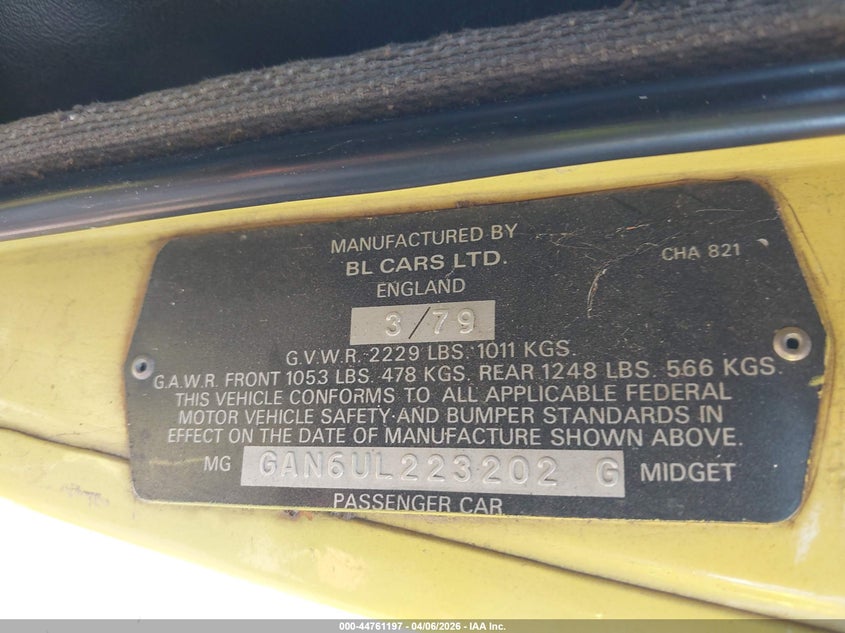 MANUFACTURED BY
BL CARS LTD.
CHA 821
ENGLAND
3/79
G.V.W.R. 2229 LBS. 1011 KGS.
G.A.W.R. FRONT 1053 LBS. 478 KGS. REAR 1248 LBS. 566 KGS.
THIS VEHICLE CONFORMS TO ALL APPLICABLE FEDERAL
MOTOR VEHICLE SAFETY AND BUMPER STANDARDS IN
EFFECT ON THE DATE OF MANUFACTURE SHOWN ABOVE.
MG GAN6UL223202 G MIDGET
PASSENGER CAR
000-44761197 - 04/06/2026 - IAA Inc.